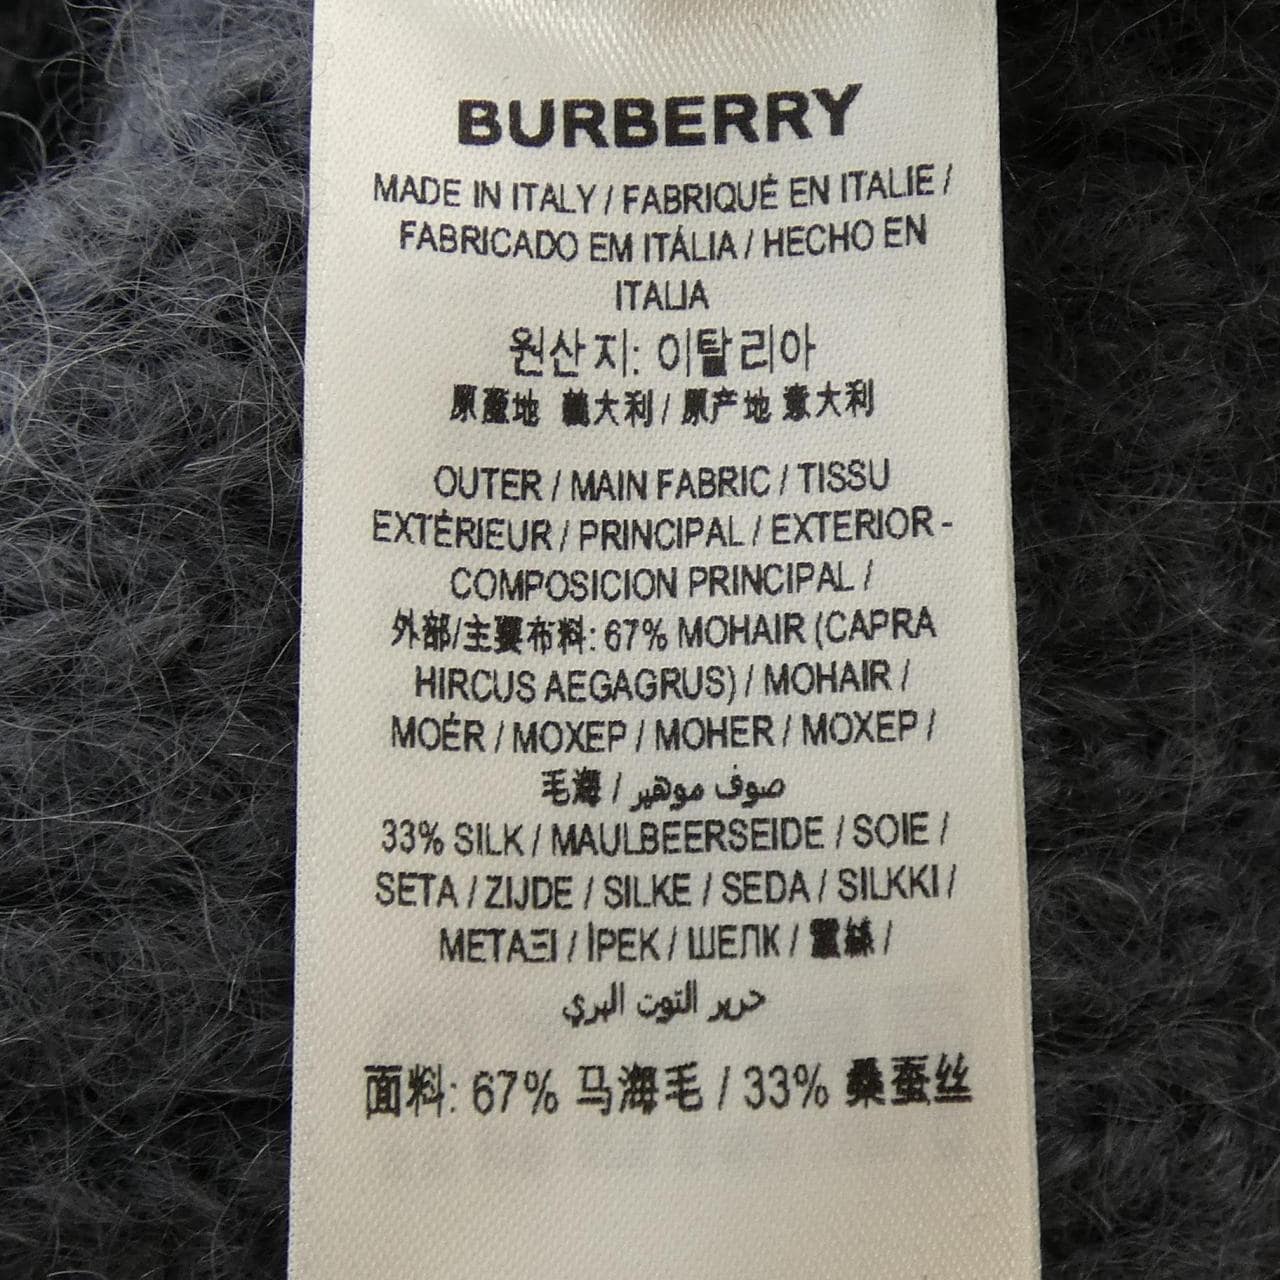 BURBERRY
MADE IN ITALY / FABRIQUÉ EN ITALIE /
FABRICADO EM ITÁLIA / HECHO EN
ITALIA
원산지: 이탈리아
原產地 義大利 / 原产地 意大利
OUTER / MAIN FABRIC / TISSU
EXTÉRIEUR / PRINCIPAL / EXTERIOR -
COMPOSICION PRINCIPAL /
外部/主要布料: 67% MOHAIR (CAPRA
HIRCUS AEGAGRUS) / MOHAIR /
MOÉR / МОХЕР / MOHER / МОХЕР /
毛海 / صوف موهير
33% SILK / MAULBEERSEIDE / SOIE /
SETA / ZIJDE / SILKE / SEDA / SILKKI /
ΜΕΤΑΞΙ / İPEK / ШЕЛК / 蠶絲 /
حرير التوت البري
面料: 67% 马海毛 / 33% 桑蚕丝